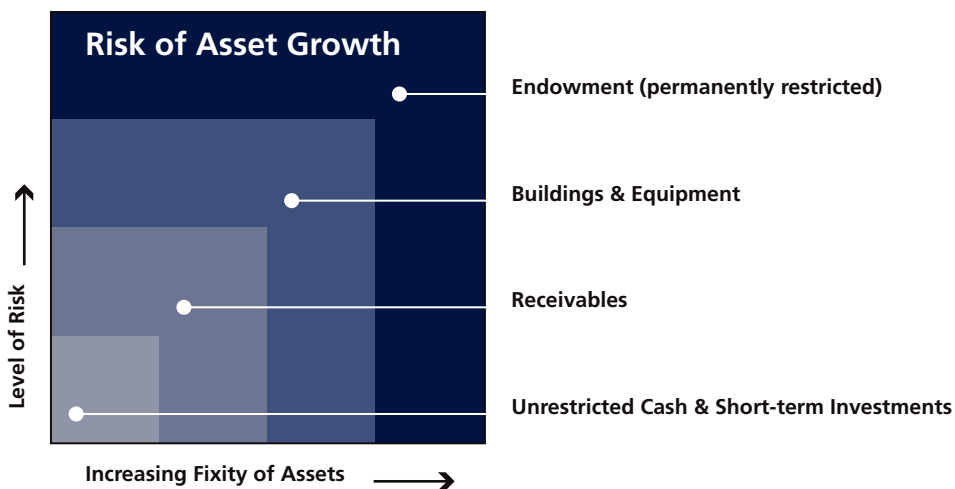 Risk of Asset Growth
Endowment (permanently restricted)
Buildings & Equipment
Receivables
Unrestricted Cash & Short-term Investments
Level of Risk
Increasing Fixity of Assets